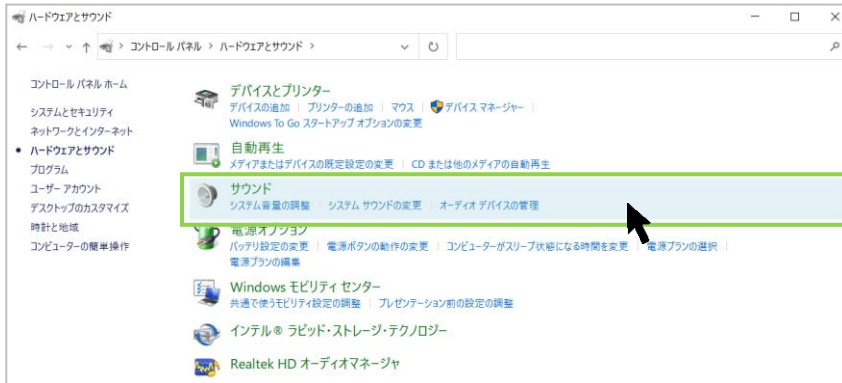 ハードウェアとサウンド
コントロール パネル › ハードウェアとサウンド ›
コントロール パネル ホーム
システムとセキュリティ
ネットワークとインターネット
ハードウェアとサウンド
プログラム
ユーザー アカウント
デスクトップのカスタマイズ
時計と地域
コンピューターの簡単操作
デバイスとプリンター
デバイスの追加 | プリンターの追加 | マウス | デバイス マネージャー |
Windows To Go スタートアップ オプションの変更
自動再生
メディアまたはデバイスの既定設定の変更 | CD または他のメディアの自動再生
サウンド
システム音量の調整 | システム サウンドの変更 | オーディオ デバイスの管理
電源オプション
バッテリ設定の変更 | 電源ボタンの動作の変更 | コンピューターがスリープ状態になる時間を変更 | 電源プランの選択 |
電源プランの編集
Windows モビリティ センター
共通で使うモビリティ設定の調整 | プレゼンテーション前の設定の調整
インテル® ラピッド・ストレージ・テクノロジー
Realtek HD オーディオマネージャ